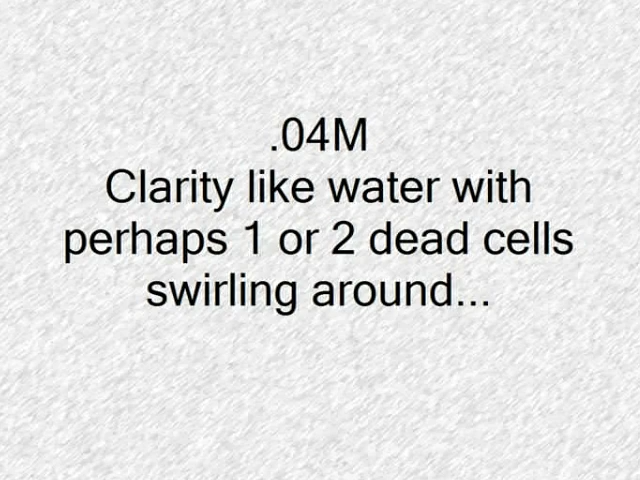 .04M
Clarity like water with
perhaps 1 or 2 dead cells
swirling around...